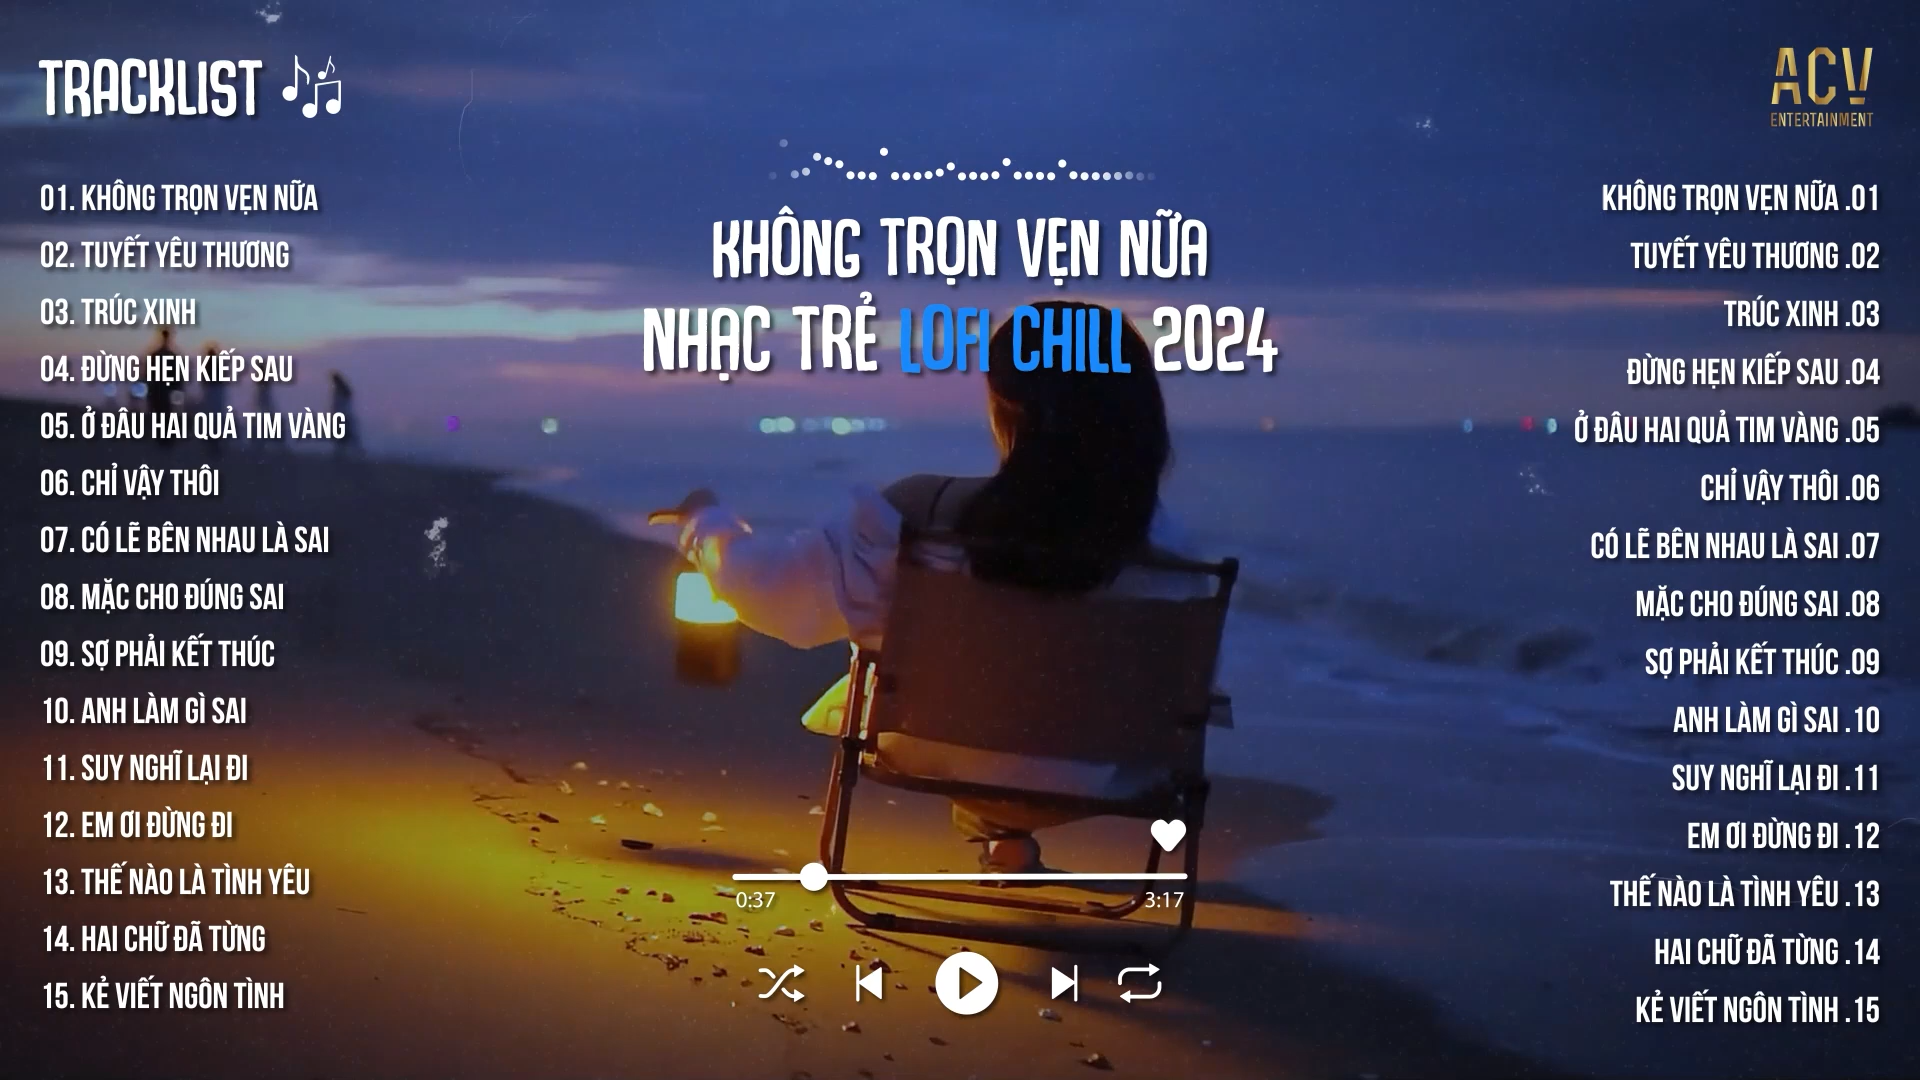 TRACKLIST
ACV
ENTERTAINMENT
KHÔNG TRỌN VẸN NỮA
NHẠC TRẺ LOFI CHILL 2024
01. KHÔNG TRỌN VẸN NỮA
02. TUYẾT YÊU THƯƠNG
03. TRÚC XINH
04. ĐỪNG HẸN KIẾP SAU
05. Ở ĐÂU HAI QUẢ TIM VÀNG
06. CHỈ VẬY THÔI
07. CÓ LẼ BÊN NHAU LÀ SAI
08. MẶC CHO ĐÚNG SAI
09. SỢ PHẢI KẾT THÚC
10. ANH LÀM GÌ SAI
11. SUY NGHĨ LẠI ĐI
12. EM ƠI ĐỪNG ĐI
13. THẾ NÀO LÀ TÌNH YÊU
14. HAI CHỮ ĐÃ TỪNG
15. KẺ VIẾT NGÔN TÌNH
KHÔNG TRỌN VẸN NỮA .01
TUYẾT YÊU THƯƠNG .02
TRÚC XINH .03
ĐỪNG HẸN KIẾP SAU .04
Ở ĐÂU HAI QUẢ TIM VÀNG .05
CHỈ VẬY THÔI .06
CÓ LẼ BÊN NHAU LÀ SAI .07
MẶC CHO ĐÚNG SAI .08
SỢ PHẢI KẾT THÚC .09
ANH LÀM GÌ SAI .10
SUY NGHĨ LẠI ĐI .11
EM ƠI ĐỪNG ĐI .12
THẾ NÀO LÀ TÌNH YÊU .13
HAI CHỮ ĐÃ TỪNG .14
KẺ VIẾT NGÔN TÌNH .15
0:37
3:17